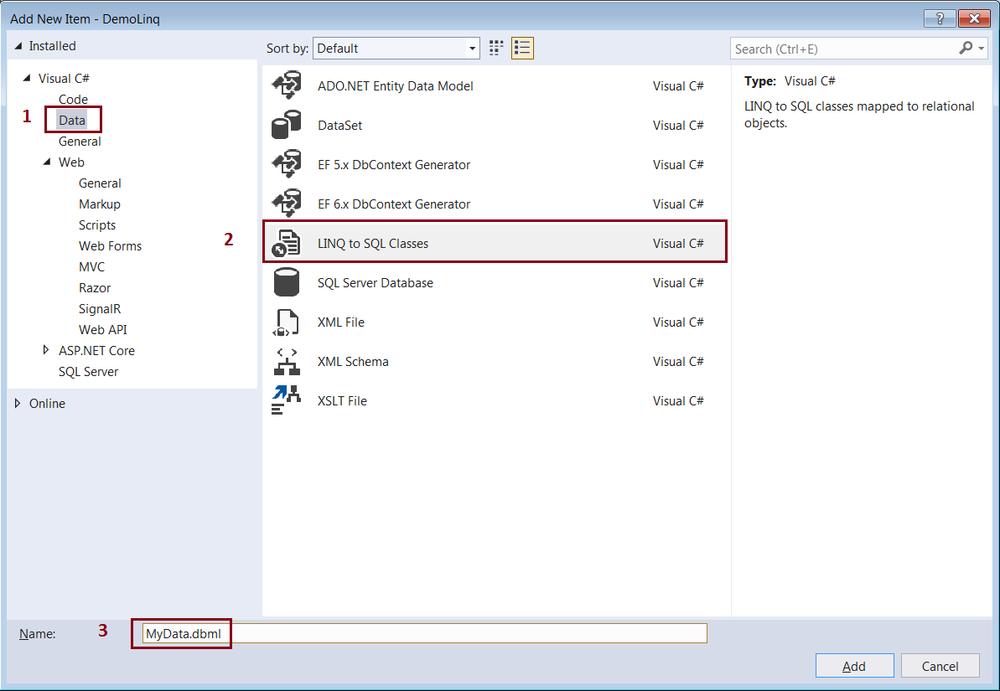 Add New Item - DemoLinq
Installed
Sort by: Default
Search (Ctrl+E)
Visual C#
Code
1
Data
General
Web
General
Markup
Scripts
Web Forms
MVC
Razor
SignalR
Web API
ASP.NET Core
SQL Server
Online
ADO.NET Entity Data Model Visual C#
DataSet Visual C#
EF 5.x DbContext Generator Visual C#
EF 6.x DbContext Generator Visual C#
2
LINQ to SQL Classes Visual C#
SQL Server Database Visual C#
XML File Visual C#
XML Schema Visual C#
XSLT File Visual C#
Type: Visual C#
LINQ to SQL classes mapped to relational
objects.
Name: 3 MyData.dbml
Add Cancel